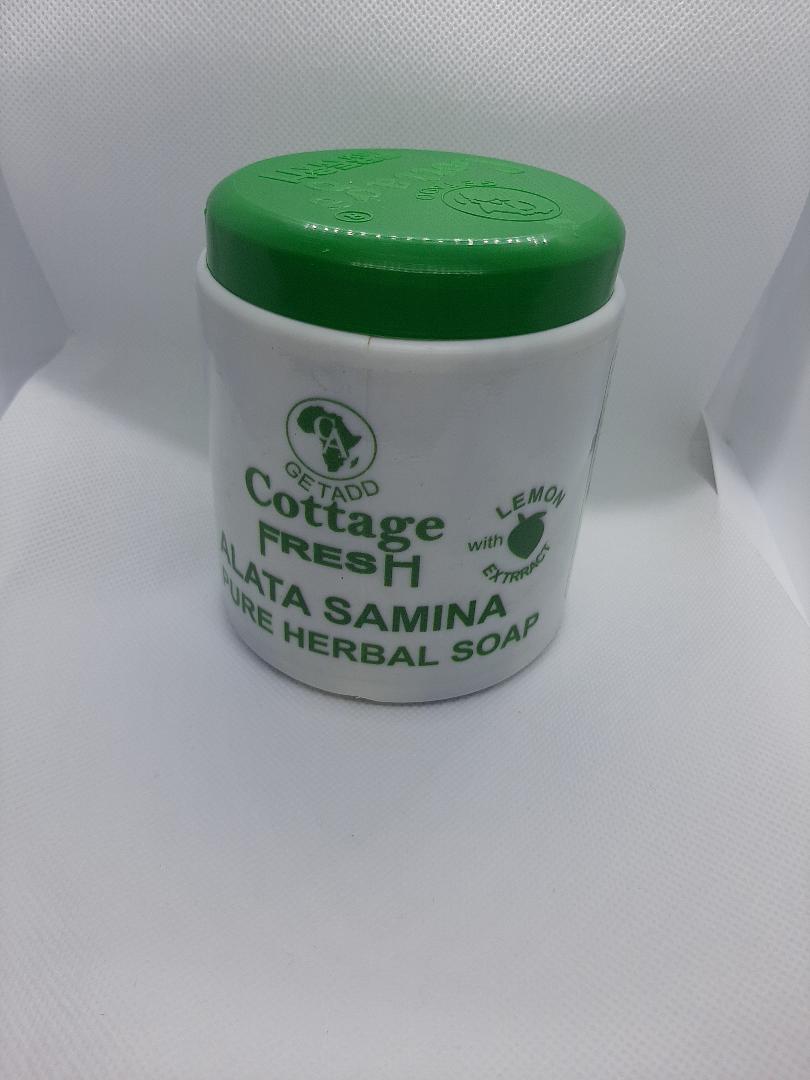 CA
GETADD
Cottage
FRESH
ALATA SAMINA
PURE HERBAL SOAP
LEMON
with
EXTRRACT
®